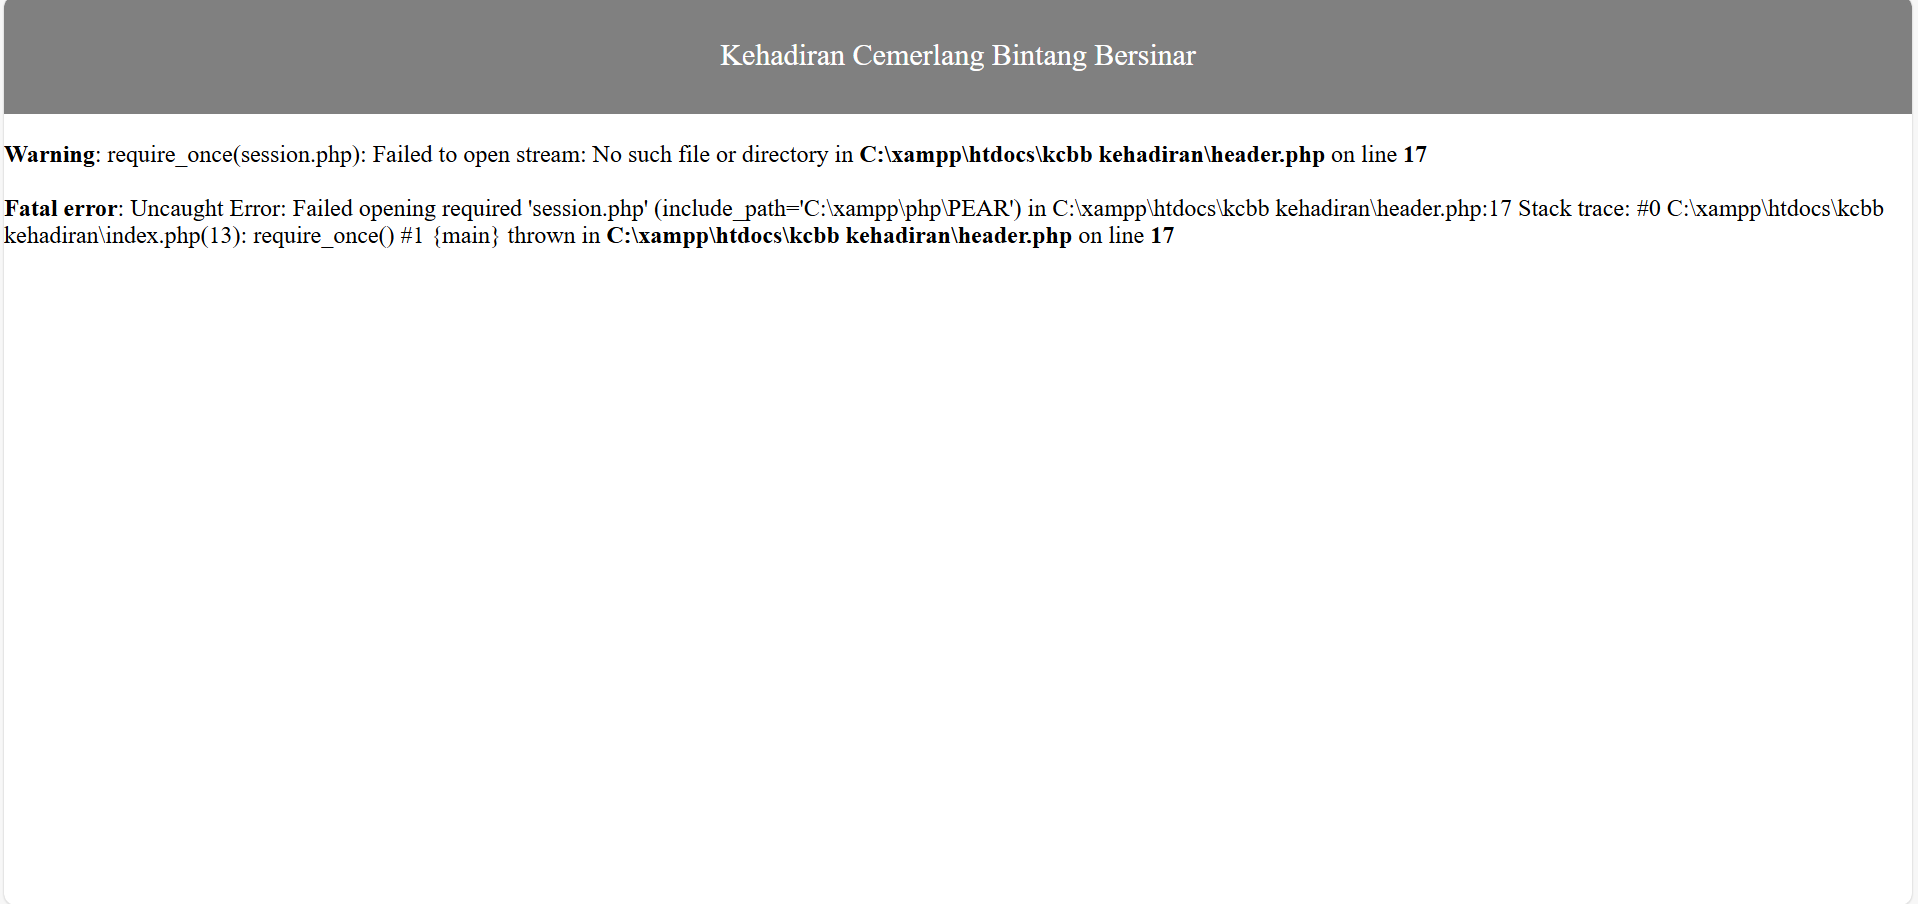 Kehadiran Cemerlang Bintang Bersinar
Warning: require_once(session.php): Failed to open stream: No such file or directory in C:\xampp\htdocs\kcbb kehadiran\header.php on line 17
Fatal error: Uncaught Error: Failed opening required 'session.php' (include_path='C:\xampp\php\PEAR') in C:\xampp\htdocs\kcbb kehadiran\header.php:17 Stack trace: #0 C:\xampp\htdocs\kcbb
kehadiran\index.php(13): require_once() #1 {main} thrown in C:\xampp\htdocs\kcbb kehadiran\header.php on line 17